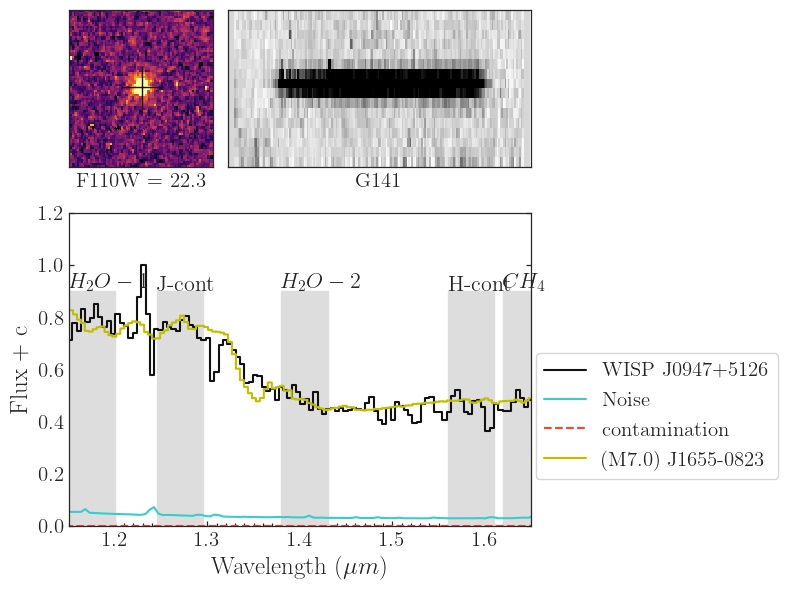 F110W = 22.3
G141
1.2
1.0
0.8
0.6
0.4
0.2
0.0
Flux + c
H₂O − 1
J-cont
H₂O − 2
H-cont
CH₄
WISP J0947+5126
Noise
contamination
(M7.0) J1655-0823
1.2
1.3
1.4
1.5
1.6
Wavelength (μm)